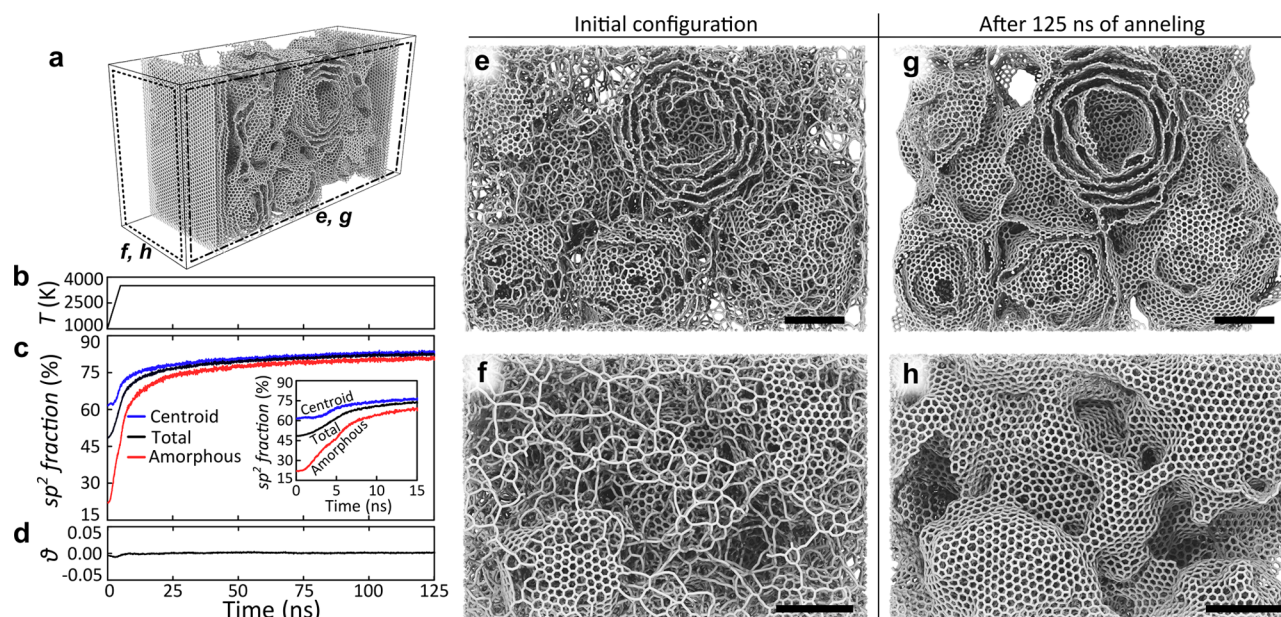 Initial configuration
After 125 ns of anneling
a
f, h
e, g
b
T (K)
4000
2500
1000
c
sp² fraction (%)
90
75
60
45
30
15
Centroid
Total
Amorphous
sp² fraction (%)
90
75
60
45
30
15
Centroid
Total
Amorphous
0 5 10 15
Time (ns)
d
ϑ
0.05
0.00
-0.05
0 25 50 75 100 125
Time (ns)
e
g
f
h